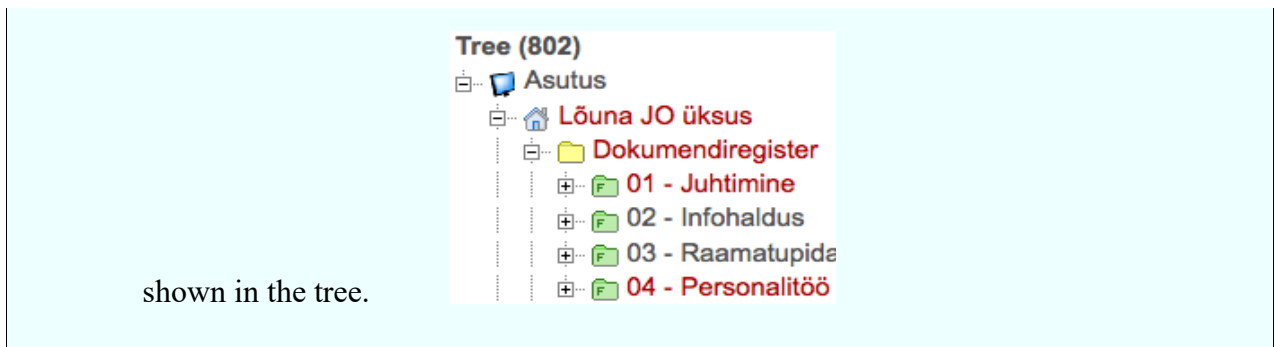 Tree (802)
Asutus
Lõuna JO üksus
Dokumendiregister
01 - Juhtimine
02 - Infohaldus
03 - Raamatupida
04 - Personalitöö
shown in the tree.